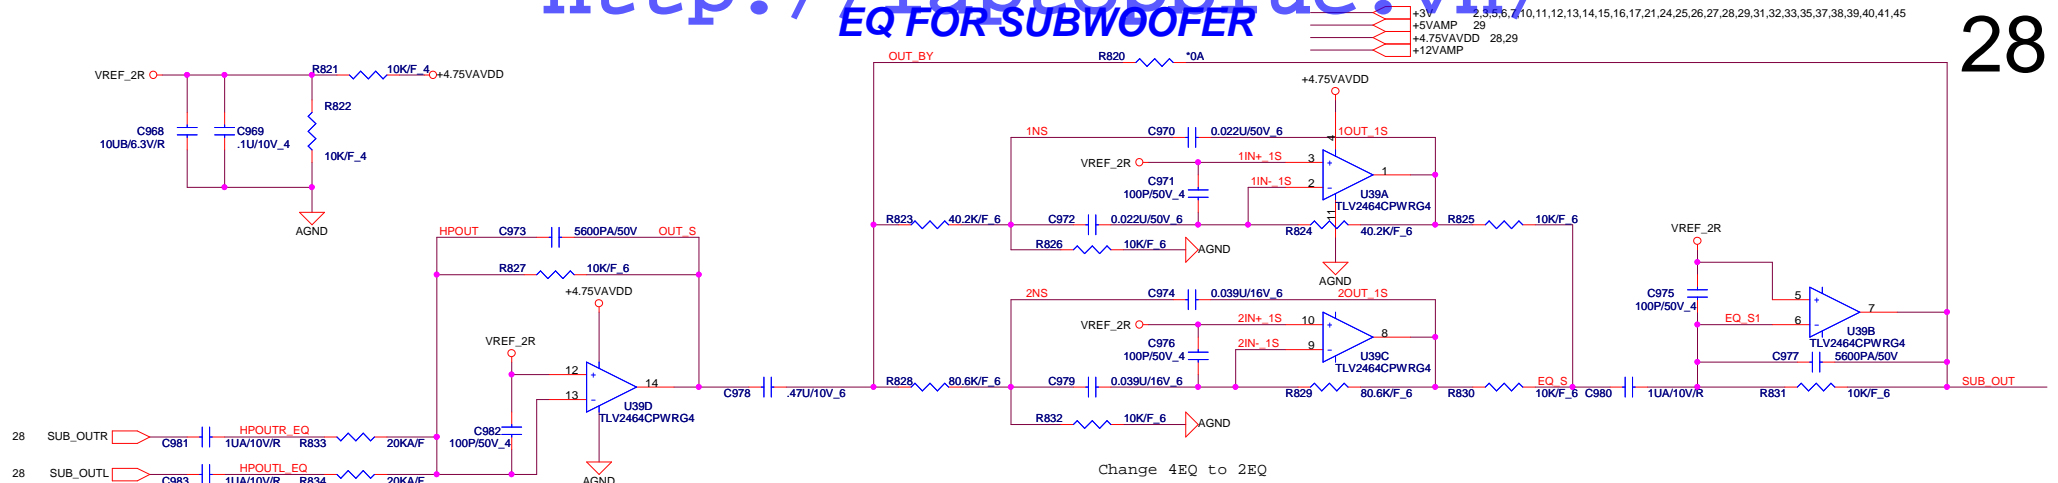 http://laptopblue.vn/
EQ FOR SUBWOOFER
28
+3V 2,3,5,6,7,10,11,12,13,14,15,16,17,21,24,25,26,27,28,29,31,32,33,35,37,38,39,40,41,45
+5VAMP 29
+4.75VAVDD 28,29
+12VAMP
OUT_BY R820 *0A
VREF_2R R821 10K/F_4 +4.75VAVDD
R822
10K/F_4
C968
10UB/6.3V/R
C969
.1U/10V_4
AGND
+4.75VAVDD
1NS C970 0.022U/50V_6 1OUT_1S
4
VREF_2R 1IN+_1S 3 + 1
C971
100P/50V_4
1IN-_1S 2 -
U39A
TLV2464CPWRG4
11
R823 40.2K/F_6 C972 0.022U/50V_6 R824 40.2K/F_6 R825 10K/F_6
R826 10K/F_6 AGND
AGND
HPOUT C973 5600PA/50V OUT_S
R827 10K/F_6
+4.75VAVDD
2NS C974 0.039U/16V_6 2OUT_1S
VREF_2R 2IN+_1S 10 + 8
C976
100P/50V_4
2IN-_1S 9 -
U39C
TLV2464CPWRG4
VREF_2R
C975
100P/50V_4
5 + 7
EQ_S1 6 -
U39B
TLV2464CPWRG4
C977 5600PA/50V
VREF_2R
12 + 14
13 -
U39D
TLV2464CPWRG4
C978 .47U/10V_6
R828 80.6K/F_6 C979 0.039U/16V_6 R829 80.6K/F_6 R830 10K/F_6
EQ_S
C980 1UA/10V/R R831 10K/F_6 SUB_OUT
R832 10K/F_6 AGND
C982
100P/50V_4
28 SUB_OUTR C981 HPOUTR_EQ 1UA/10V/R R833 20KA/F
28 SUB_OUTL C983 HPOUTL_EQ 1UA/10V/R R834 20KA/F
AGND
Change 4EQ to 2EQ